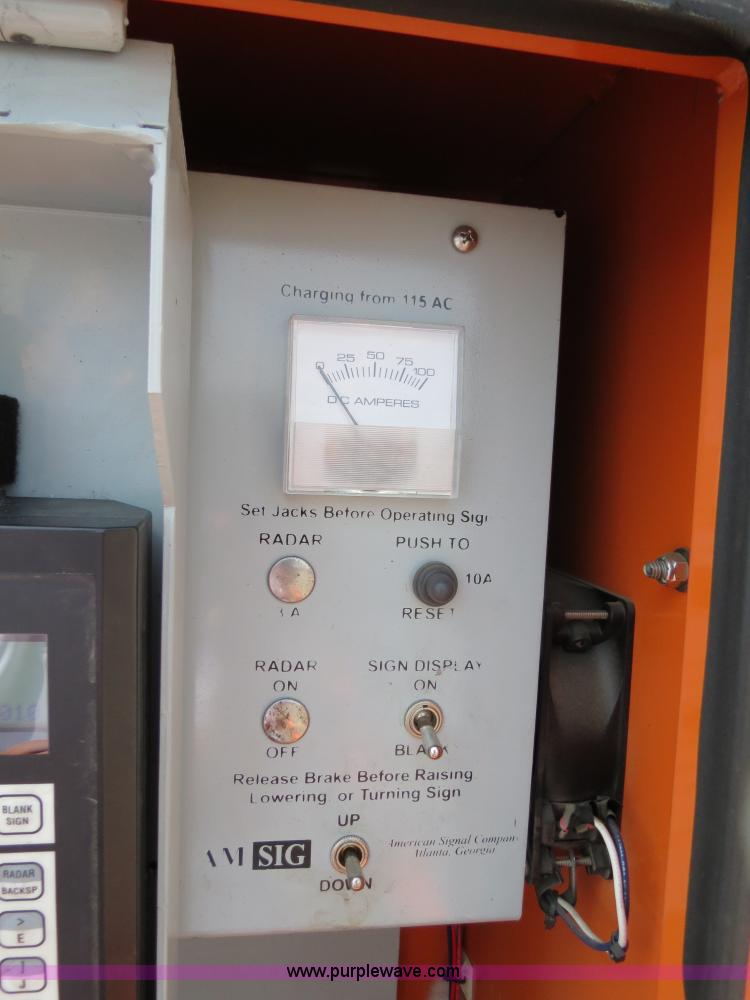 Charging from 115 AC
0 25 50 75 100
DC AMPERES
Set Jacks Before Operating Sign
RADAR
PUSH TO
10A
RESET
RADAR
ON
OFF
SIGN DISPLAY
ON
BLANK
Release Brake Before Raising
Lowering or Turning Sign
UP
DOWN
AMSIG
American Signal Company
Atlanta, Georgia
BLANK
SIGN
RADAR
BACKSP
>
E
J
www.purplewave.com